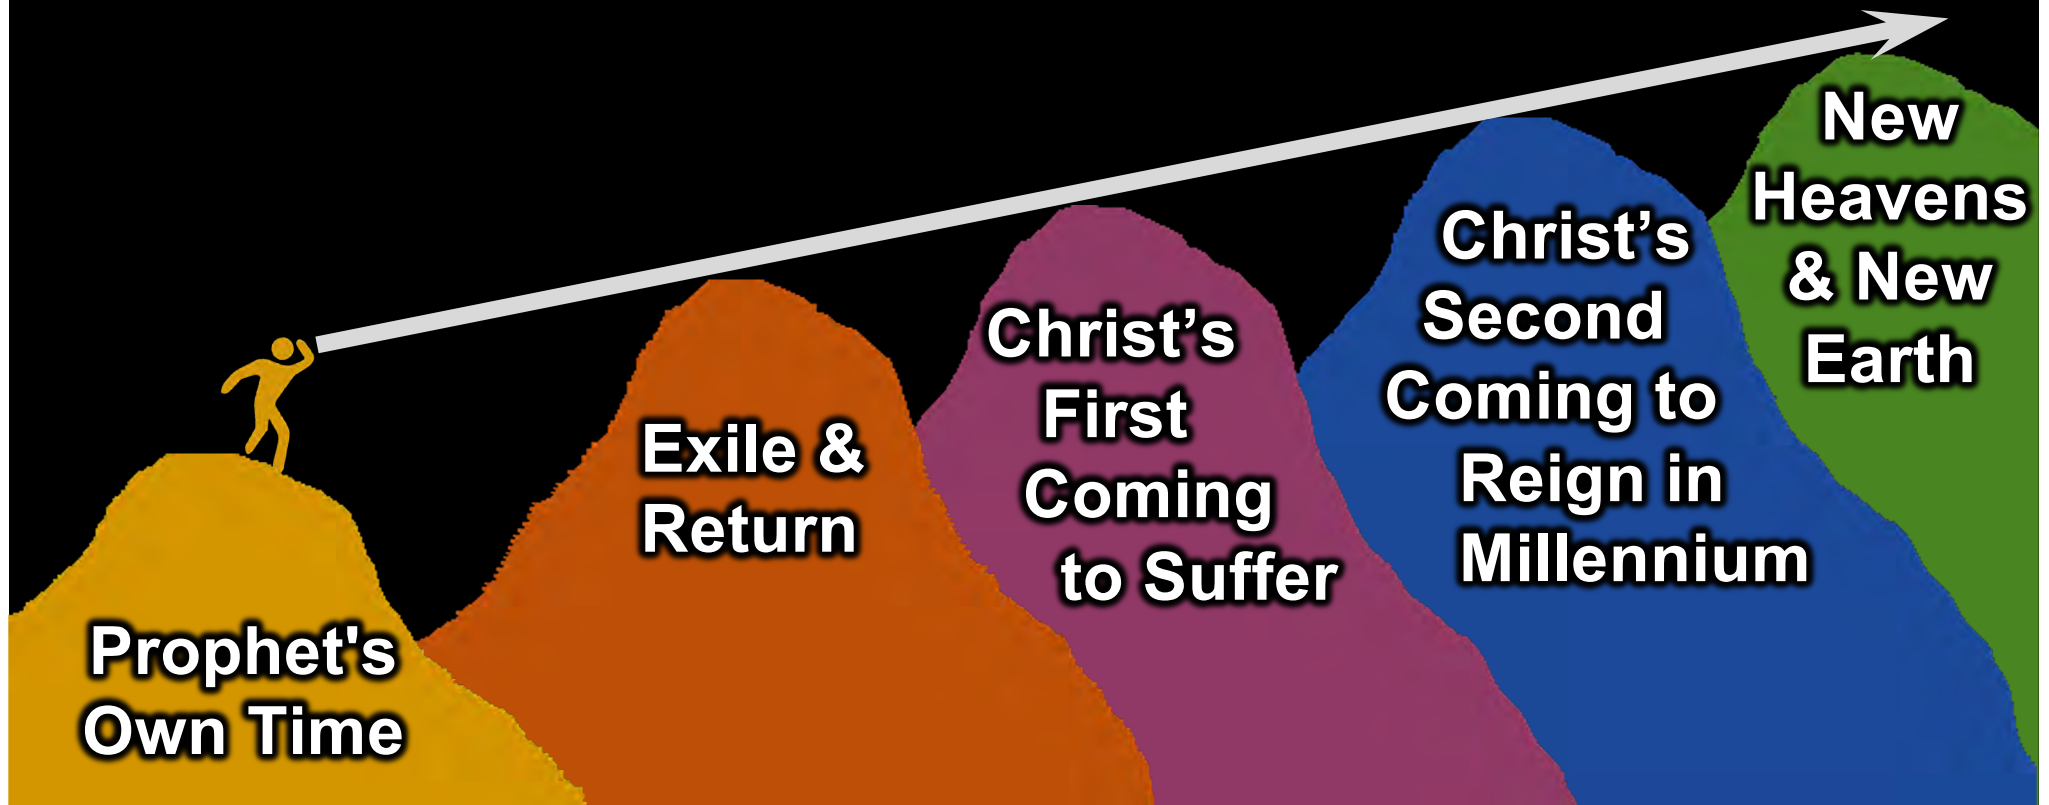 Prophet's
Own Time
Exile &
Return
Christ’s
First
Coming
to Suffer
Christ’s
Second
Coming to
Reign in
Millennium
New
Heavens
& New
Earth